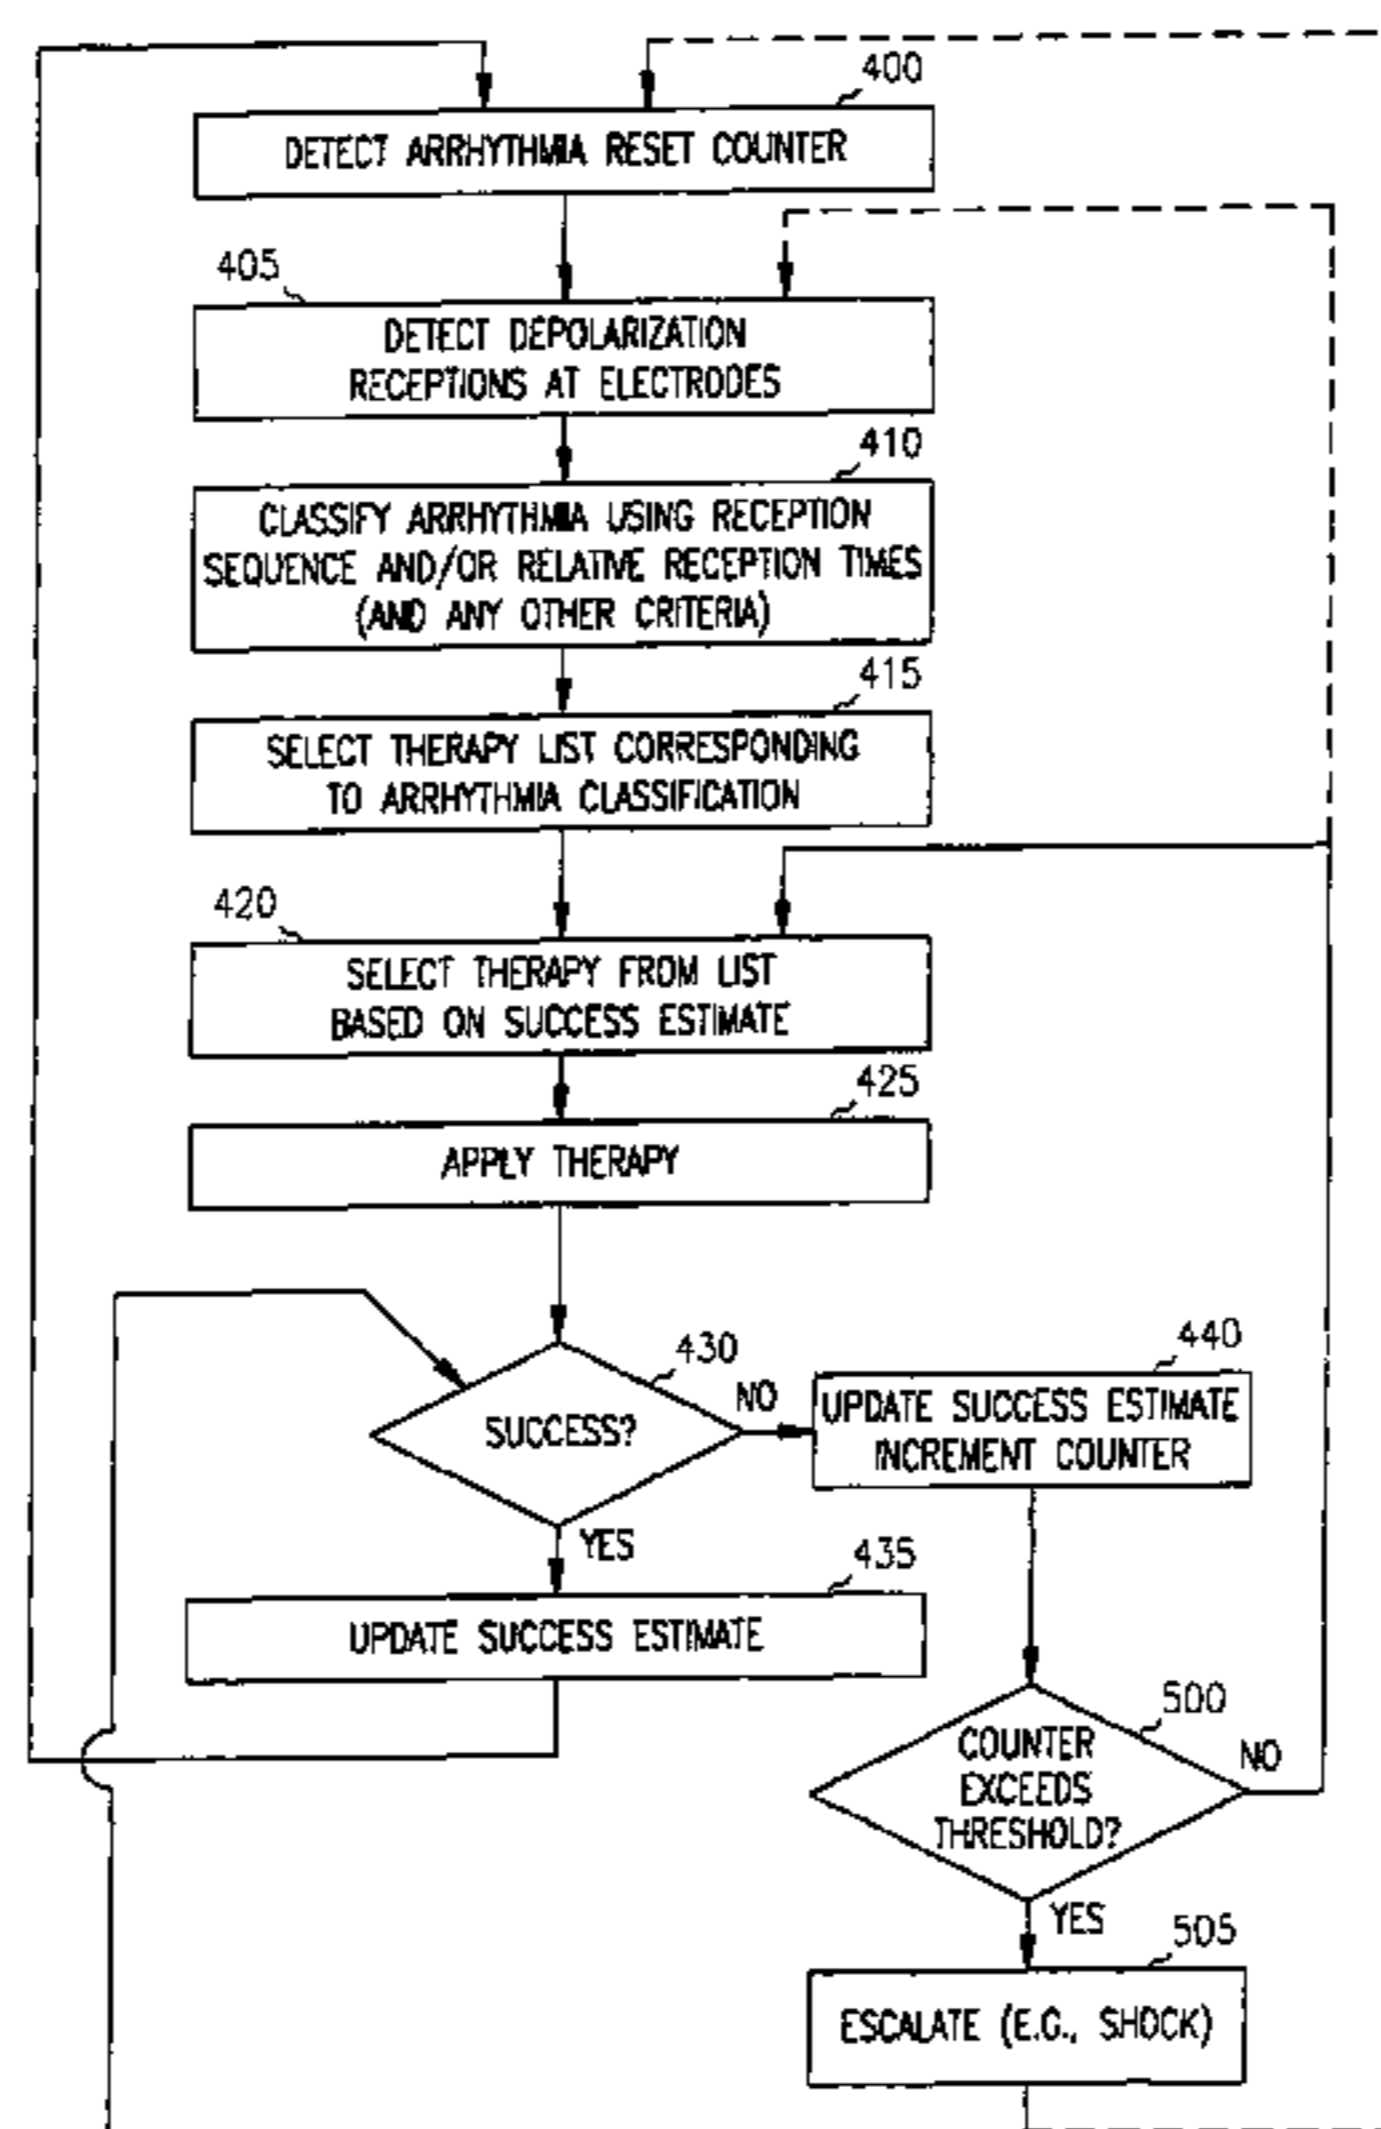 400
DETECT ARRHYTHMIA RESET COUNTER
405
DETECT DEPOLARIZATION
RECEPTIONS AT ELECTRODES
410
CLASSIFY ARRHYTHMIA USING RECEPTION
SEQUENCE AND/OR RELATIVE RECEPTION TIMES
(AND ANY OTHER CRITERIA)
415
SELECT THERAPY LIST CORRESPONDING
TO ARRHYTHMIA CLASSIFICATION
420
SELECT THERAPY FROM LIST
BASED ON SUCCESS ESTIMATE
425
APPLY THERAPY
430
SUCCESS?
NO
440
UPDATE SUCCESS ESTIMATE
INCREMENT COUNTER
YES
435
UPDATE SUCCESS ESTIMATE
500
COUNTER
EXCEEDS
THRESHOLD?
NO
YES
505
ESCALATE (E.G., SHOCK)